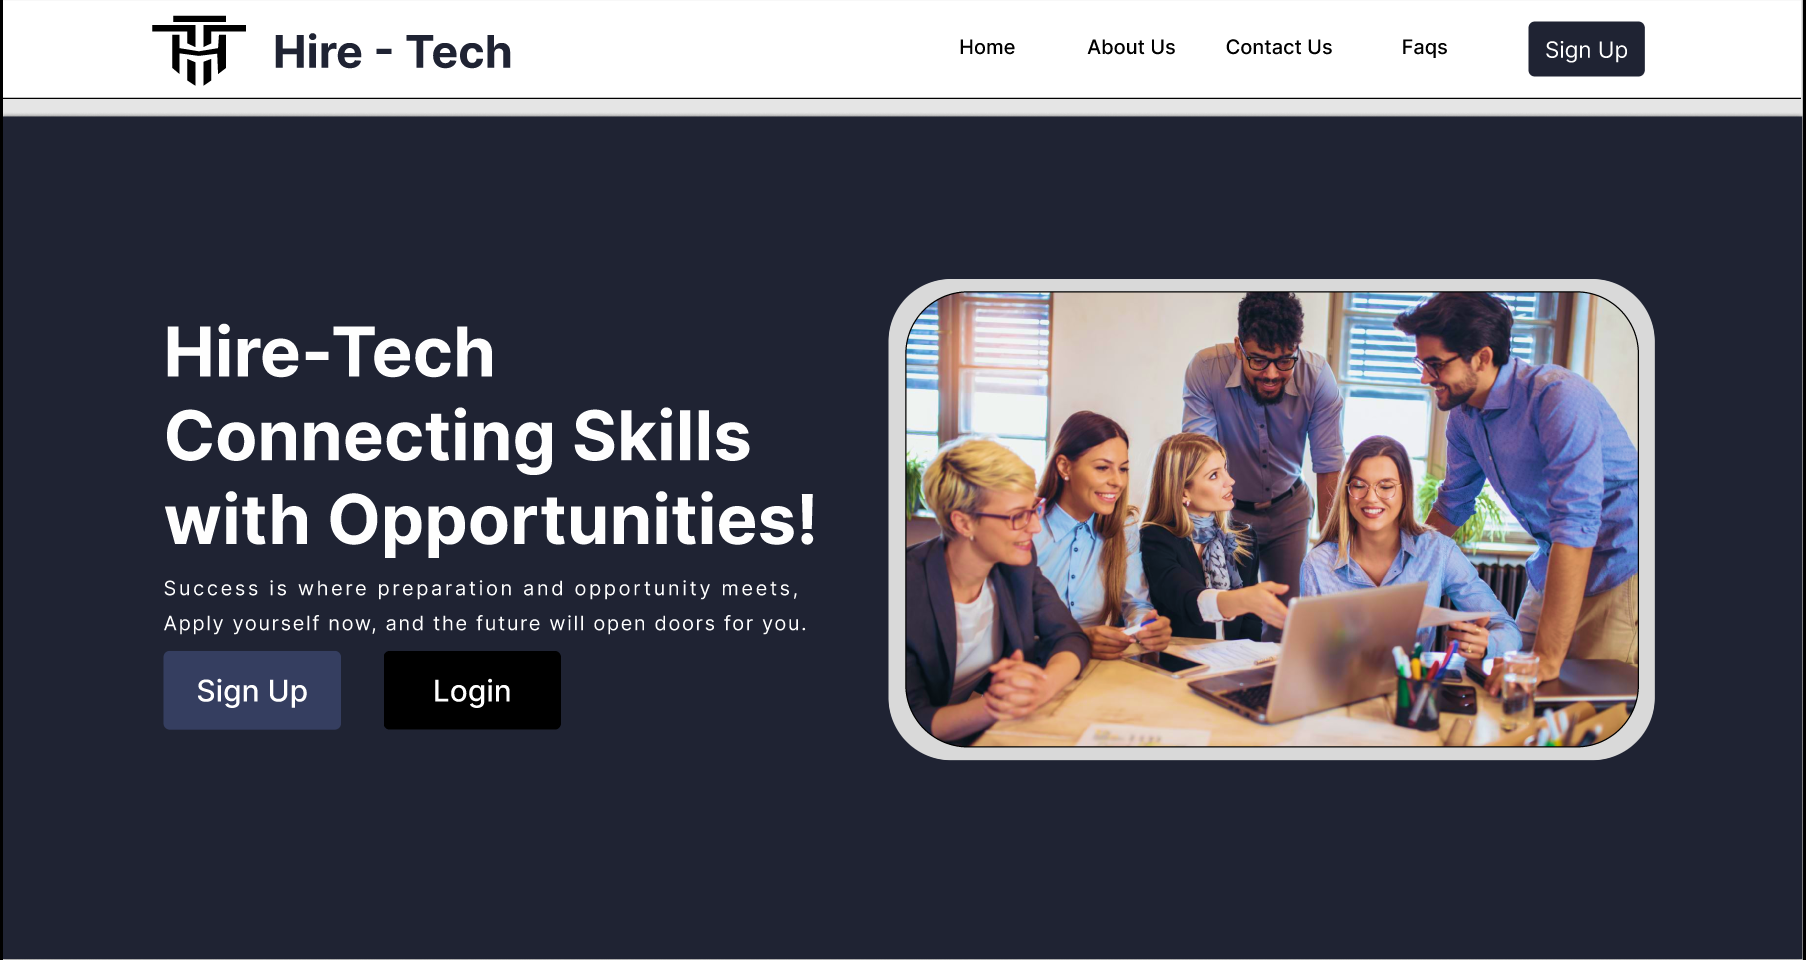 Hire - Tech
Home
About Us
Contact Us
Faqs
Sign Up
Hire-Tech
Connecting Skills
with Opportunities!
Success is where preparation and opportunity meets,
Apply yourself now, and the future will open doors for you.
Sign Up
Login